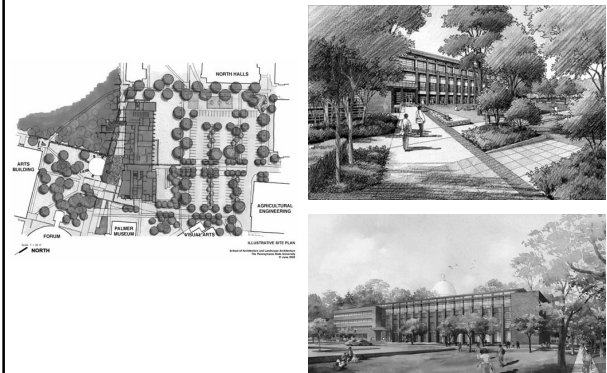 NORTH HALLS
ARTS
BUILDING
AGRICULTURAL
ENGINEERING
PALMER
MUSEUM
VISUAL ARTS
FORUM
ILLUSTRATIVE SITE PLAN
NORTH
School of Architecture and Landscape Architecture
The Pennsylvania State University